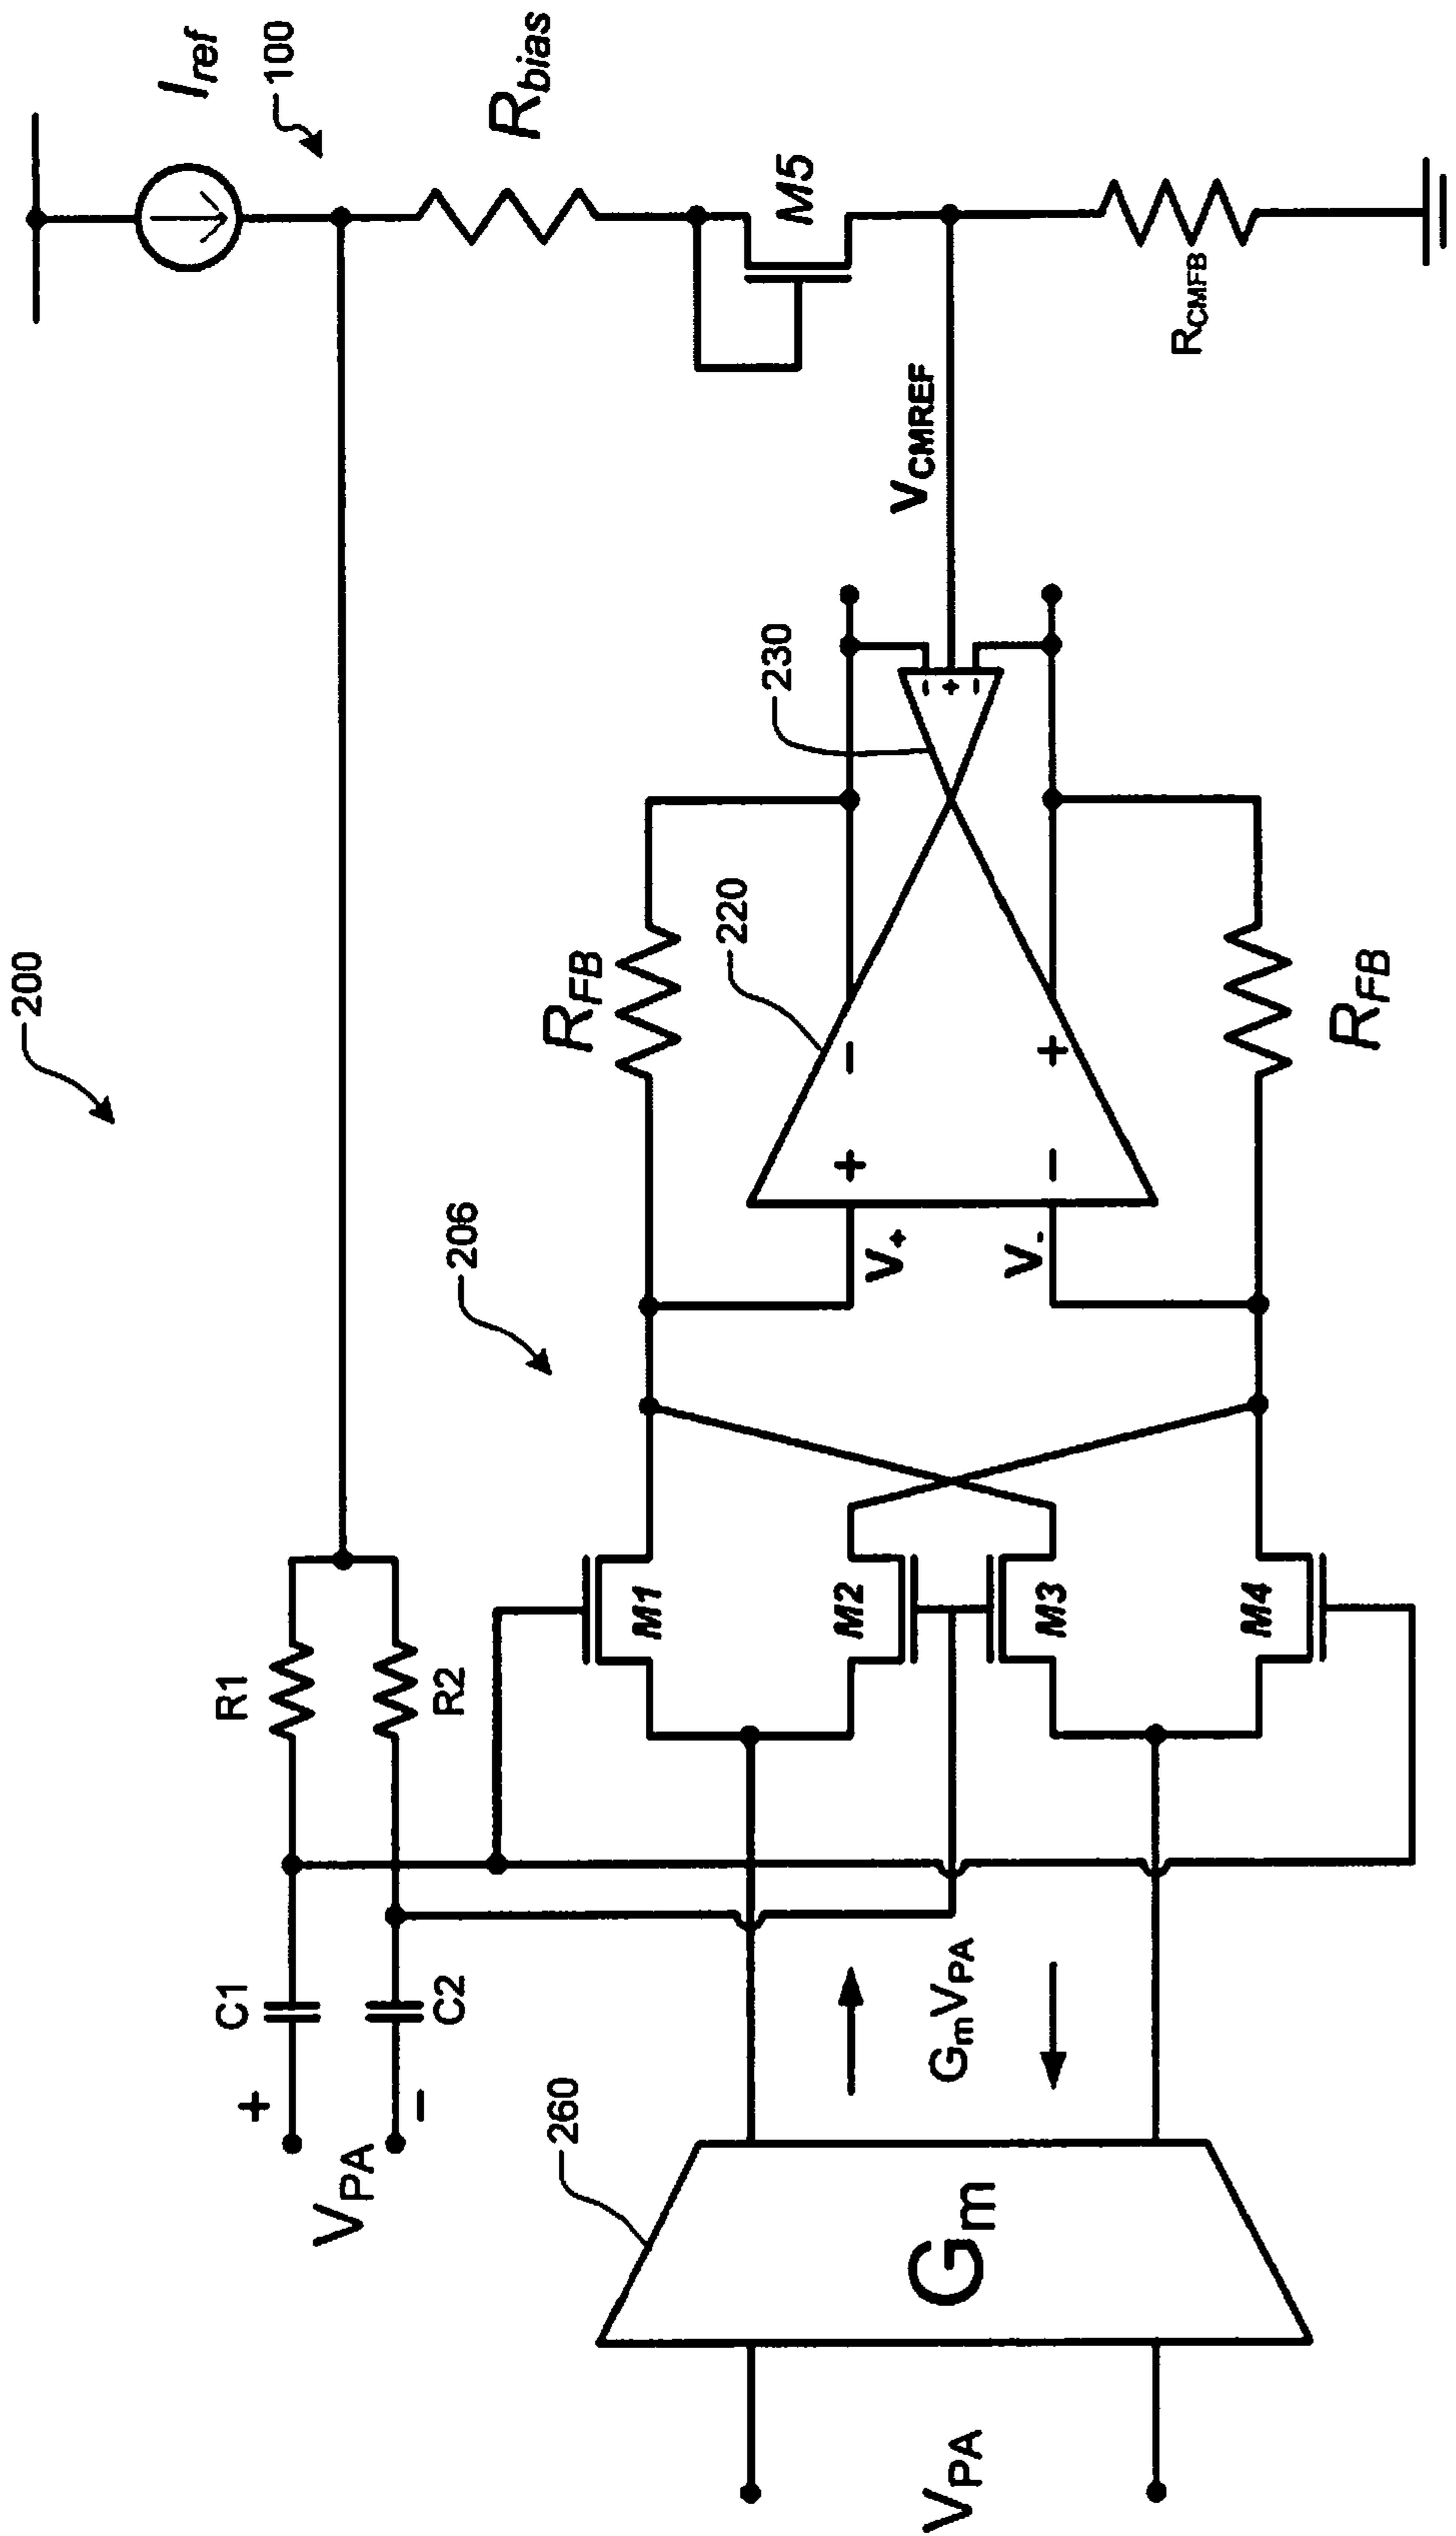 200
I_ref
100
R_bias
M5
R_CMFB
V_CMREF
R1
R2
C1
C2
+
−
V_PA
206
R_FB
220
230
-
+
-
M1
M2
M3
M4
V+
V-
+
−
−
+
R_FB
260
G_m
G_mV_PA
V_PA